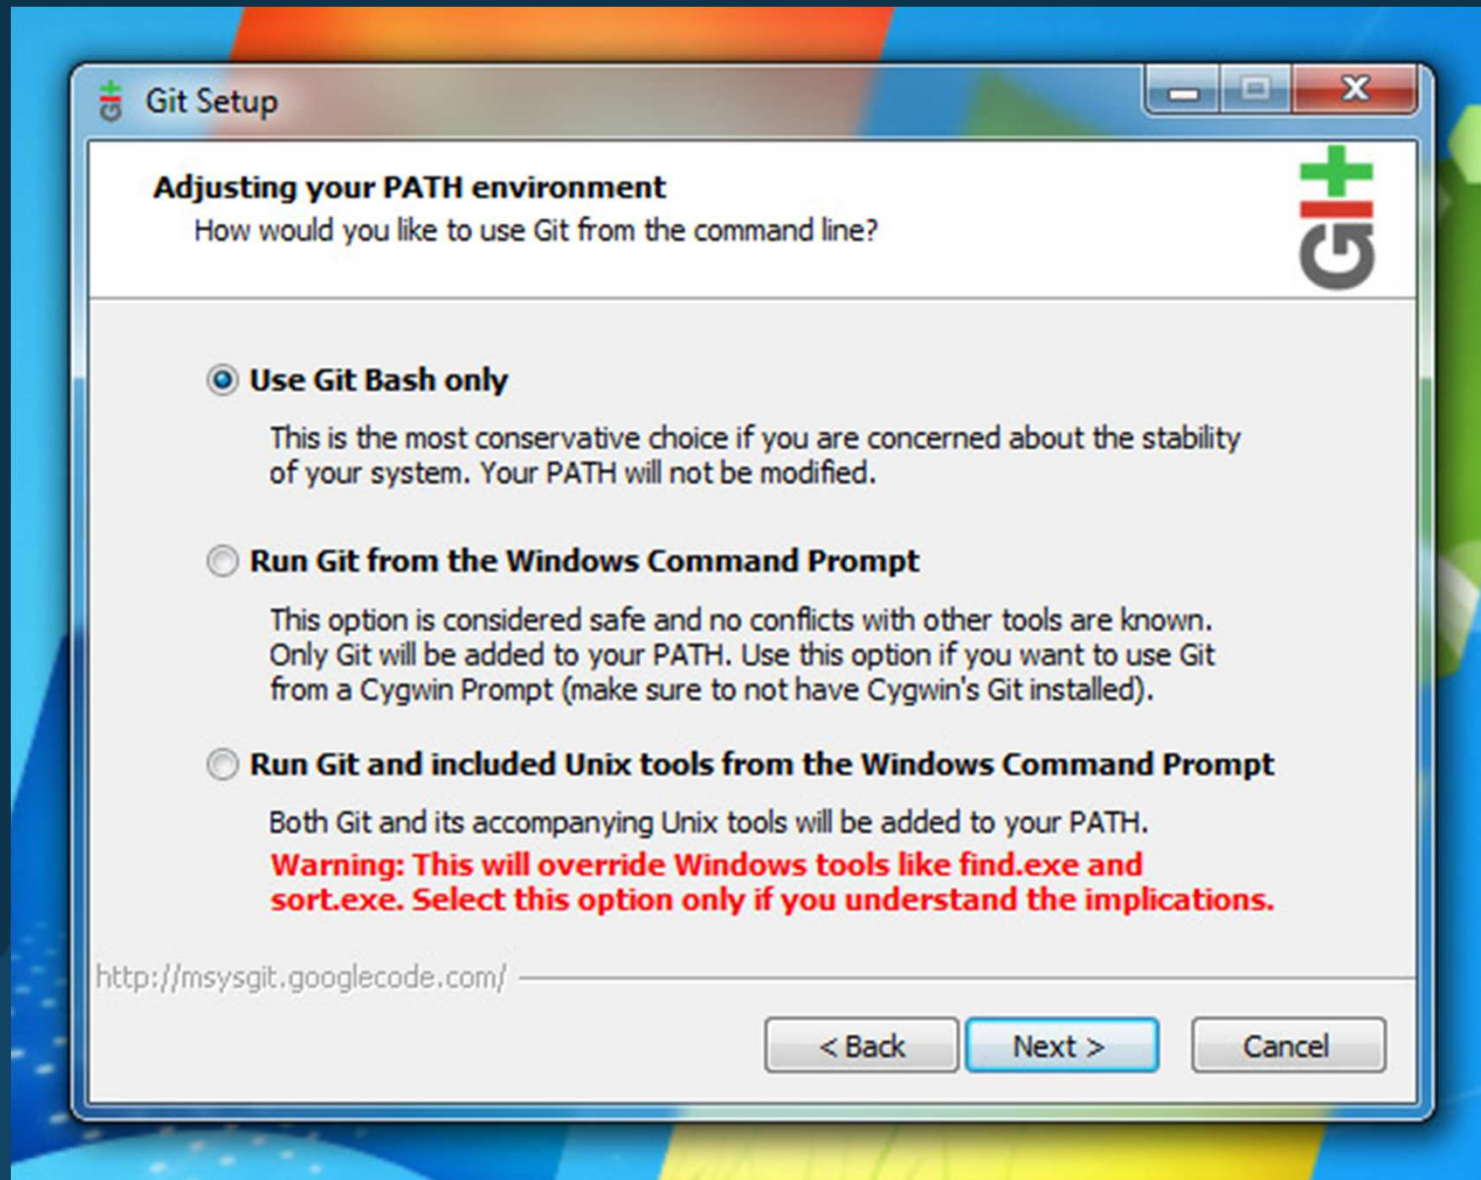 Git Setup
Adjusting your PATH environment
How would you like to use Git from the command line?
Git
Use Git Bash only
This is the most conservative choice if you are concerned about the stability
of your system. Your PATH will not be modified.
Run Git from the Windows Command Prompt
This option is considered safe and no conflicts with other tools are known.
Only Git will be added to your PATH. Use this option if you want to use Git
from a Cygwin Prompt (make sure to not have Cygwin's Git installed).
Run Git and included Unix tools from the Windows Command Prompt
Both Git and its accompanying Unix tools will be added to your PATH.
Warning: This will override Windows tools like find.exe and
sort.exe. Select this option only if you understand the implications.
http://msysgit.googlecode.com/
< Back Next > Cancel